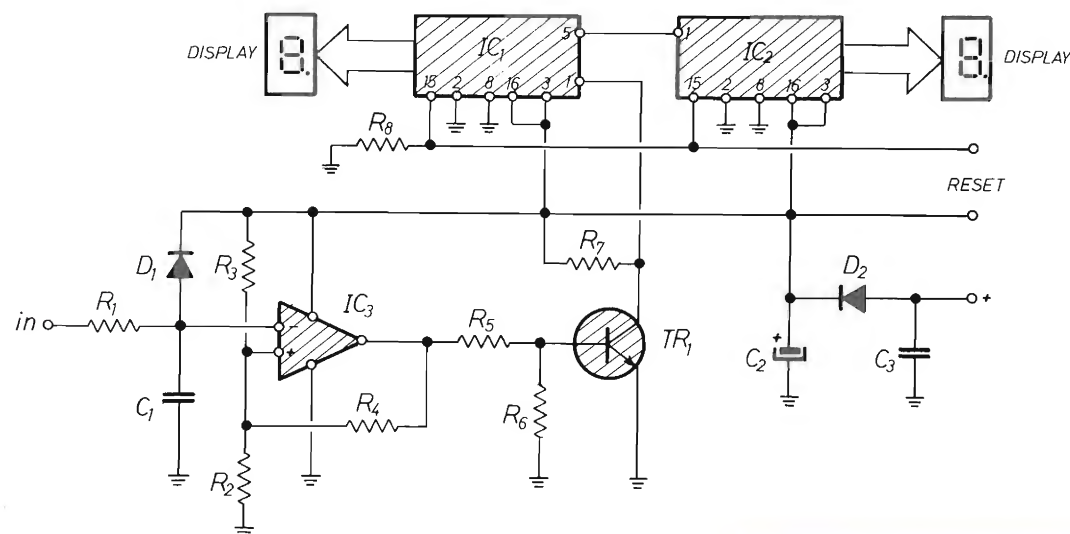 DISPLAY
IC1
5
1
IC2
DISPLAY
15
2
8
16
3
1
15
2
8
16
3
R8
RESET
D1
R3
R7
D2
+
in
R1
IC3
-
+
R5
TR1
+
C2
C3
C1
R4
R6
R2